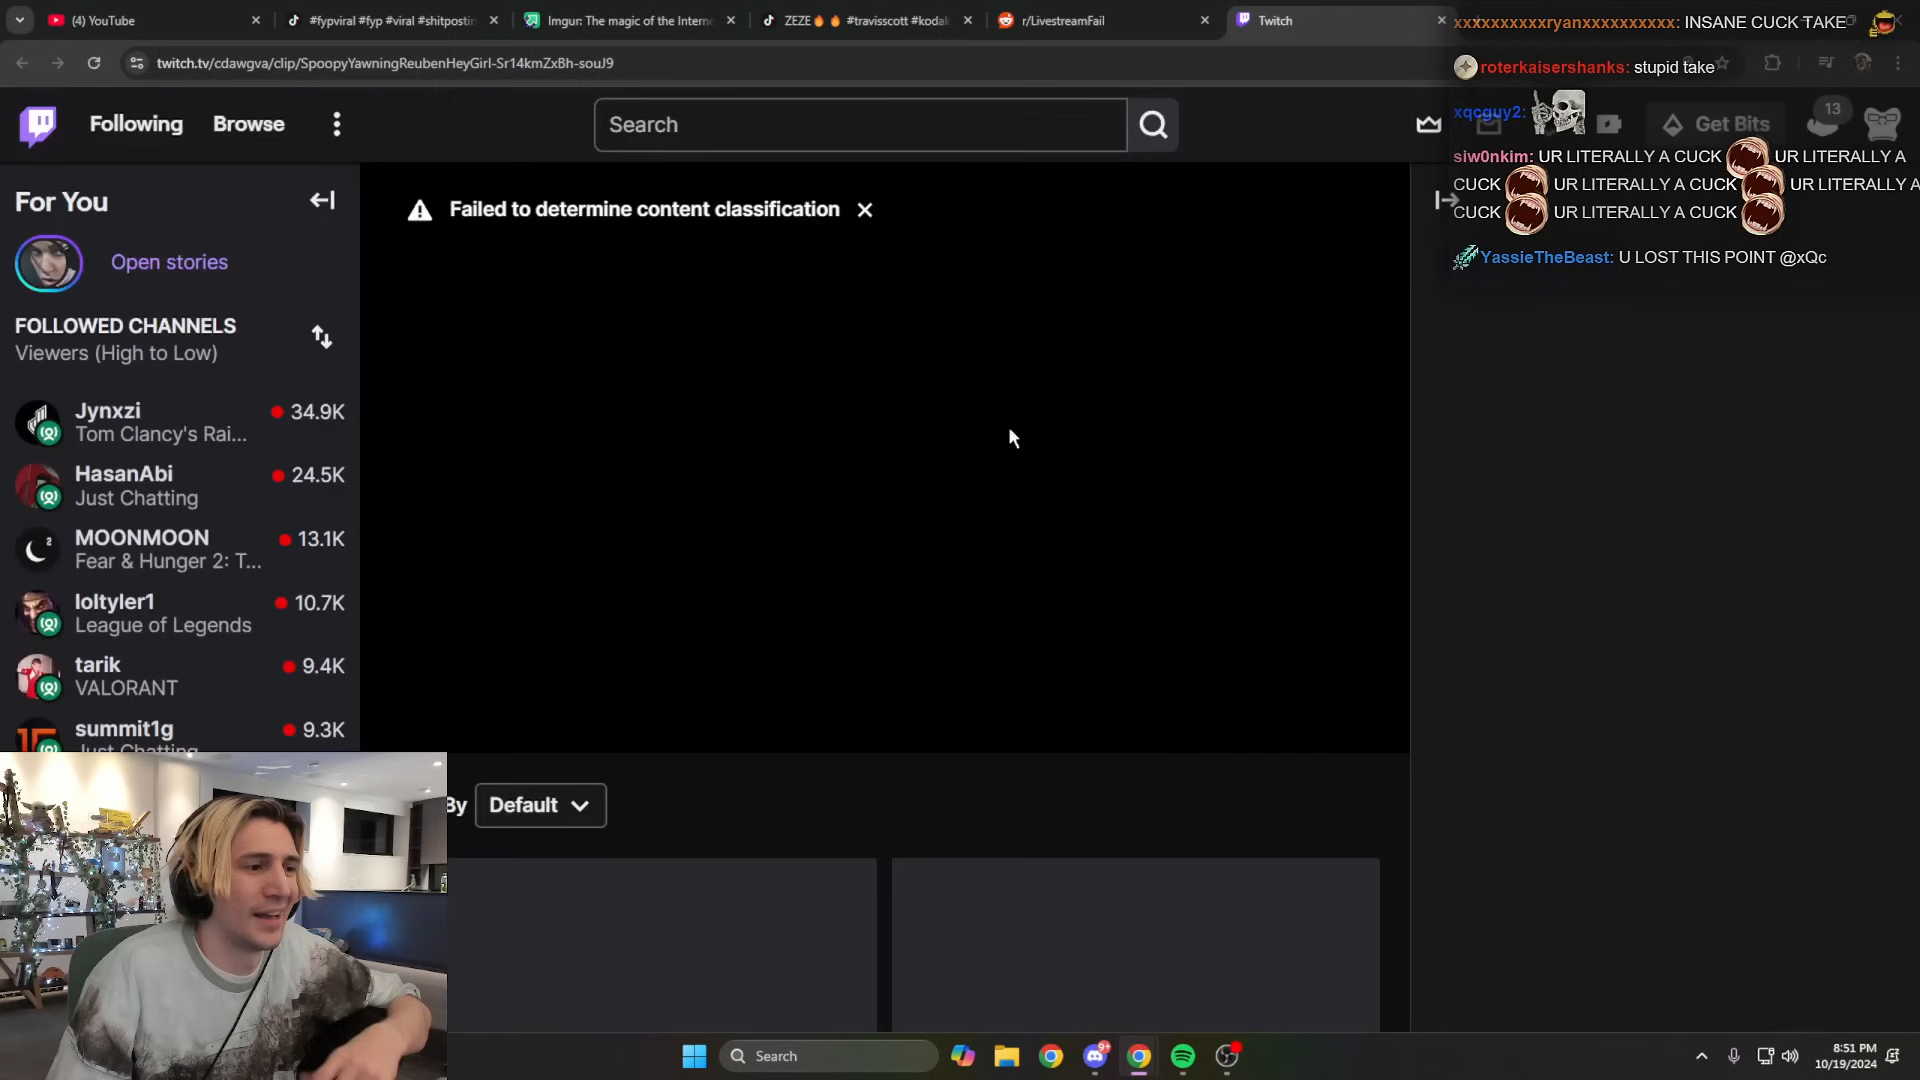 (4) YouTube
#fypviral #fyp #viral #shitpostin
Imgur: The magic of the Intern
ZEZE🔥🔥 #travisscott #kodak
r/LivestreamFail
Twitch
twitch.tv/cdawgva/clip/SpoopyYawningReubenHeyGirl-Sr14kmZxBh-souJ9
xxxxxxxxxxryanxxxxxxxxxx: INSANE CUCK TAKE
roterkaisershanks: stupid take
xqcguy2:
siw0nkim: UR LITERALLY A CUCK UR LITERALLY A
CUCK UR LITERALLY A CUCK UR LITERALLY A
CUCK UR LITERALLY A CUCK
YassieTheBeast: U LOST THIS POINT @xQc
Following
Browse
Search
Get Bits
13
For You
Open stories
FOLLOWED CHANNELS
Viewers (High to Low)
Jynxzi 34.9K
Tom Clancy's Rai...
HasanAbi 24.5K
Just Chatting
MOONMOON 13.1K
Fear & Hunger 2: T...
loltyler1 10.7K
League of Legends
tarik 9.4K
VALORANT
summit1g 9.3K
Just Chatting
Failed to determine content classification
By Default
Search
9+
8:51 PM
10/19/2024